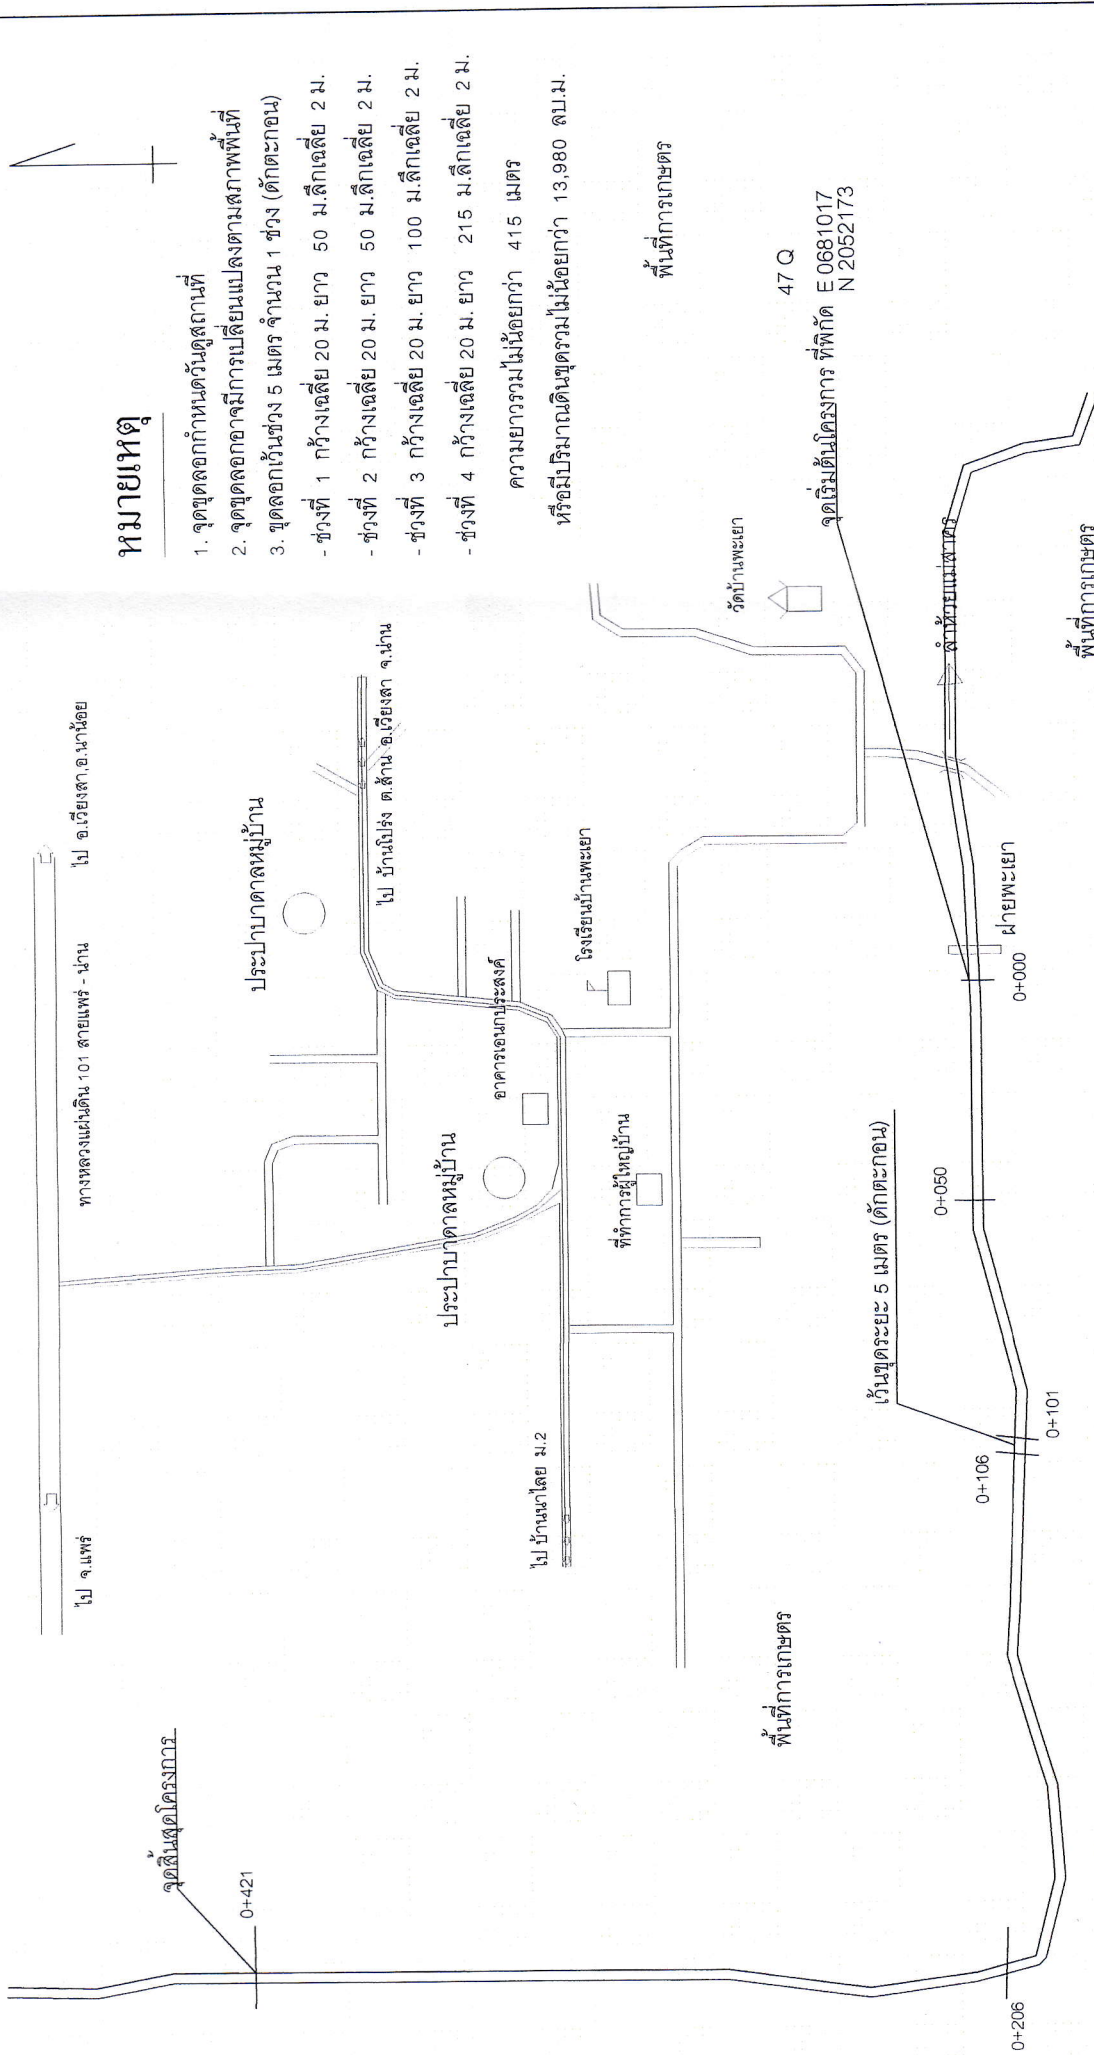 หมายเหตุ
1. จุดขุดลอกกำหนดวันดูสถานที่
2. จุดขุดลอกอาจมีการเปลี่ยนแปลงตามสภาพพื้นที่
3. ขุดลอกเว้นช่วง 5 เมตร จำนวน 1 ช่วง (ดักตะกอน)
- ช่วงที่ 1 กว้างเฉลี่ย 20 ม. ยาว 50 ม.ลึกเฉลี่ย 2 ม.
- ช่วงที่ 2 กว้างเฉลี่ย 20 ม. ยาว 50 ม.ลึกเฉลี่ย 2 ม.
- ช่วงที่ 3 กว้างเฉลี่ย 20 ม. ยาว 100 ม.ลึกเฉลี่ย 2 ม.
- ช่วงที่ 4 กว้างเฉลี่ย 20 ม. ยาว 215 ม.ลึกเฉลี่ย 2 ม.
ความยาวรวมไม่น้อยกว่า 415 เมตร
หรือมีปริมาณดินขุดรวมไม่น้อยกว่า 13,980 ลบ.ม.
ไป จ.แพร่
ทางหลวงแผ่นดิน 101 สายแพร่ - น่าน
ไป อ.เวียงสา,อ.นาน้อย
จุดสิ้นสุดโครงการ
0+421
ประปาบาดาลหมู่บ้าน
ไป บ้านโปร่ง ต.ส้าน อ.เวียงสา จ.น่าน
ประปาบาดาลหมู่บ้าน
อาคารเอนกประสงค์
ไป บ้านนาไลย ม.2
ที่ทำการผู้ใหญ่บ้าน
โรงเรียนบ้านพะเยา
วัดบ้านพะเยา
พื้นที่การเกษตร
พื้นที่การเกษตร
47 Q
จุดเริ่มต้นโครงการ ที่พิกัด E 0681017
N 2052173
เว้นขุดระยะ 5 เมตร (ดักตะกอน)
0+050
ลำห้วยแม่สาคร
0+206
0+106
0+101
0+000
ฝายพะเยา
พื้นที่การเกษตร